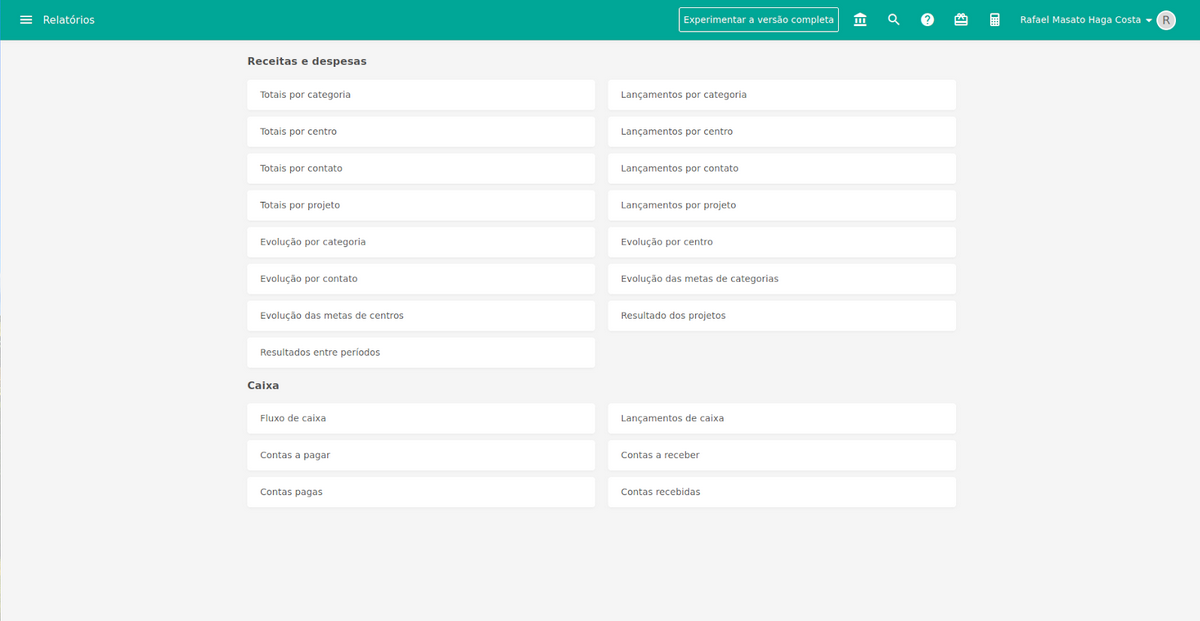 Relatórios
Experimentar a versão completa
Rafael Masato Haga Costa
R
Receitas e despesas
Totais por categoria
Lançamentos por categoria
Totais por centro
Lançamentos por centro
Totais por contato
Lançamentos por contato
Totais por projeto
Lançamentos por projeto
Evolução por categoria
Evolução por centro
Evolução por contato
Evolução das metas de categorias
Evolução das metas de centros
Resultado dos projetos
Resultados entre períodos
Caixa
Fluxo de caixa
Lançamentos de caixa
Contas a pagar
Contas a receber
Contas pagas
Contas recebidas